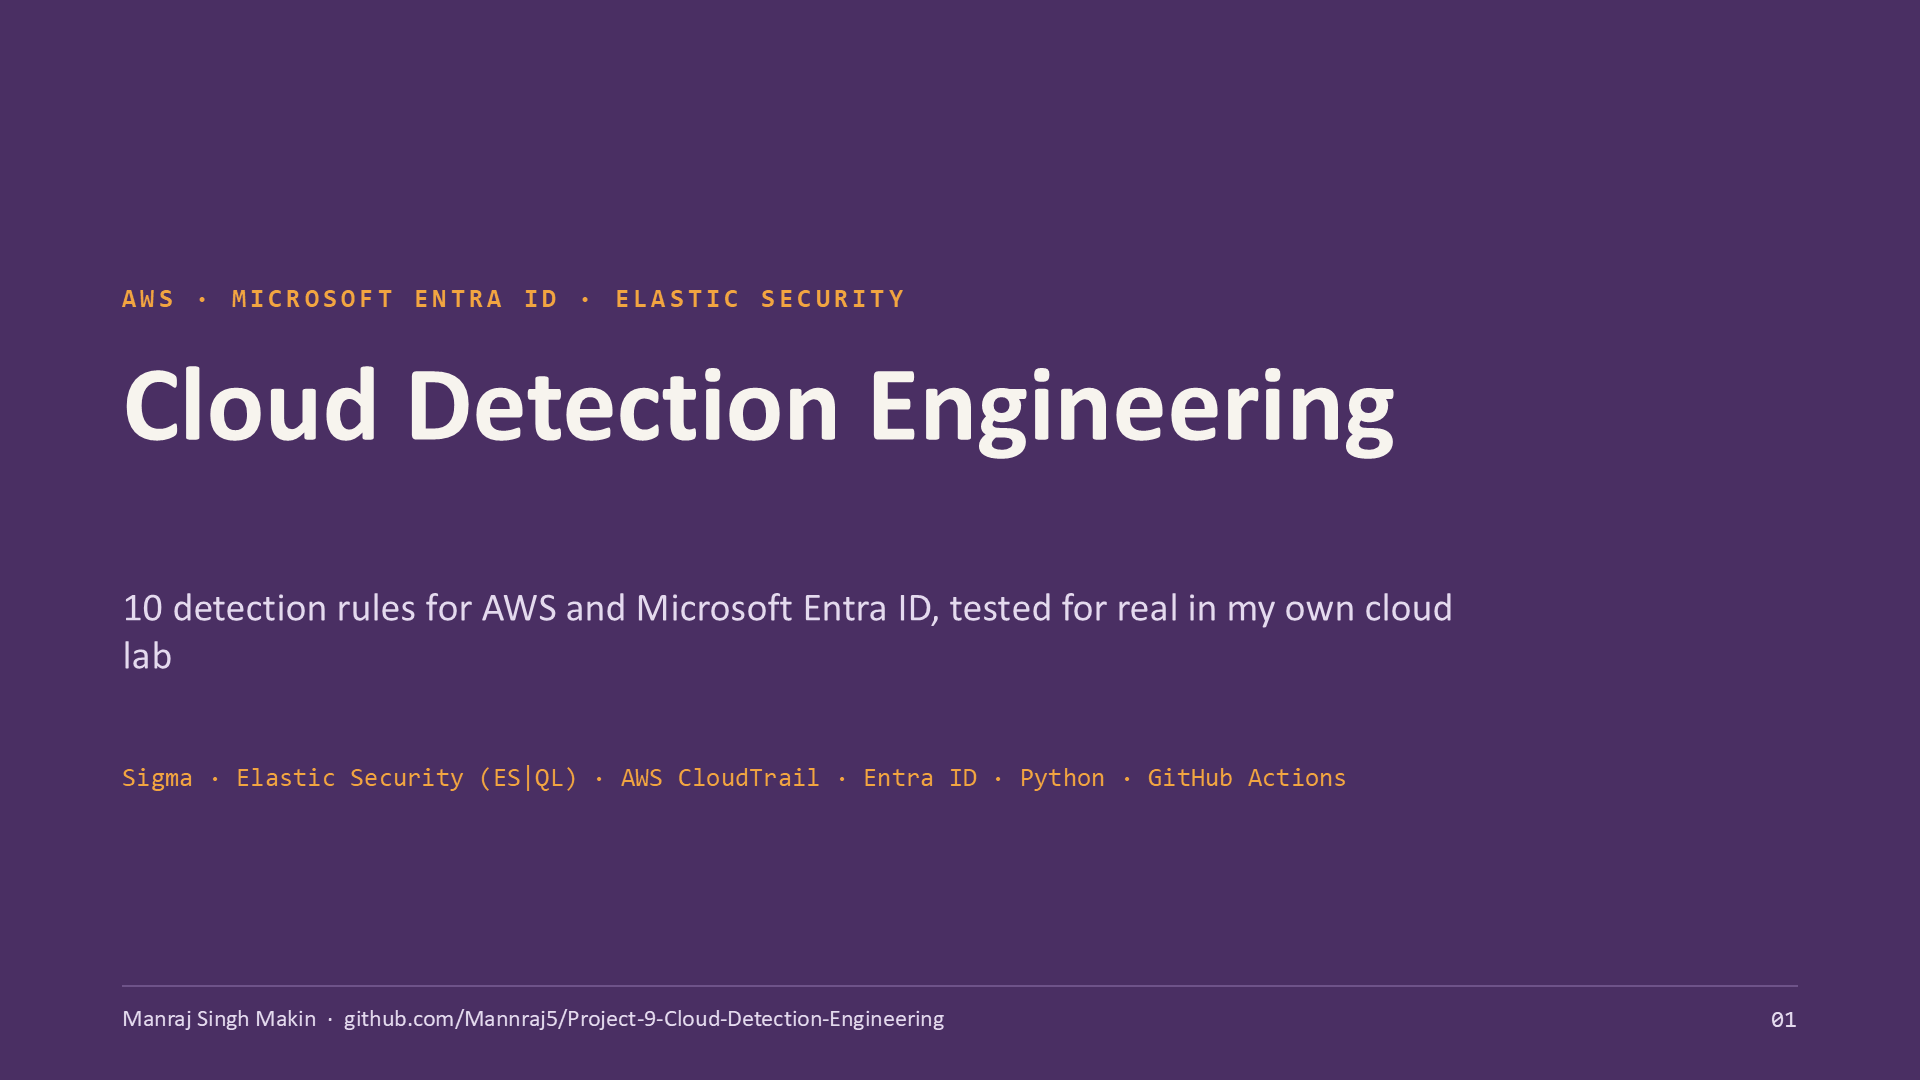 AWS · MICROSOFT ENTRA ID · ELASTIC SECURITY
Cloud Detection Engineering
10 detection rules for AWS and Microsoft Entra ID, tested for real in my own cloud
lab
Sigma · Elastic Security (ES|QL) · AWS CloudTrail · Entra ID · Python · GitHub Actions
Manraj Singh Makin · github.com/Mannraj5/Project-9-Cloud-Detection-Engineering
01